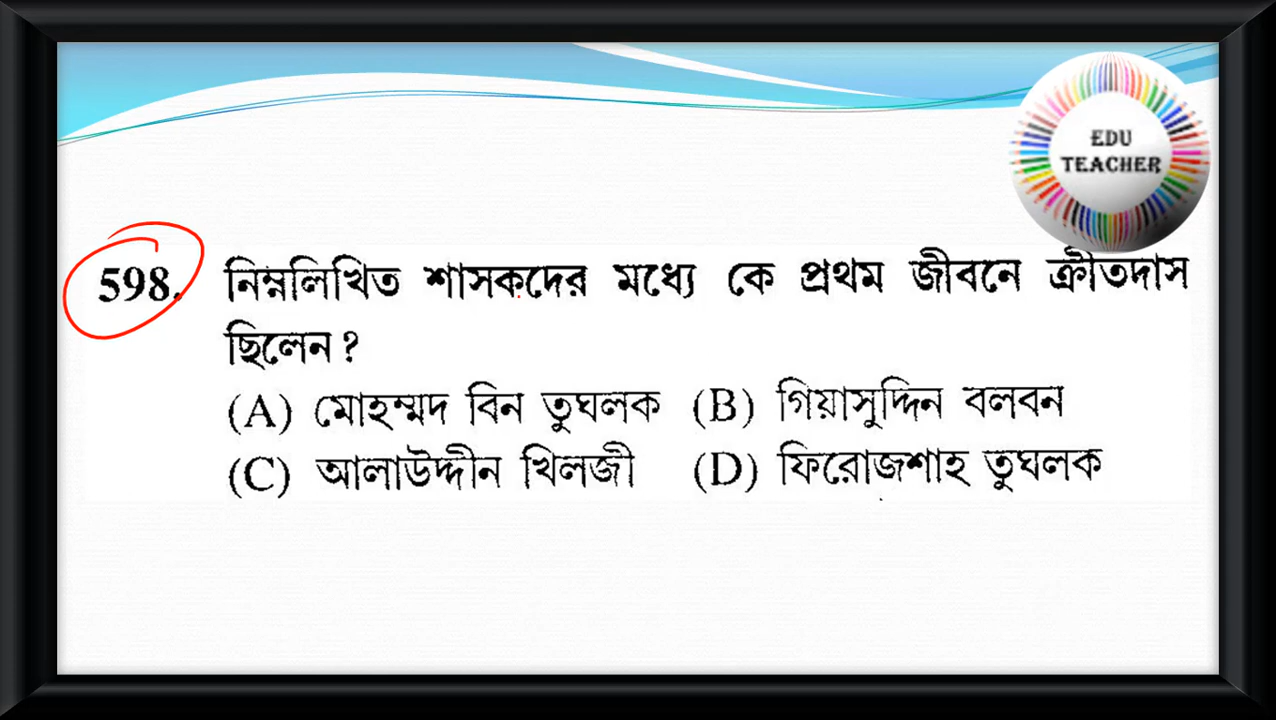 EDU
TEACHER
598. নিম্নলিখিত শাসকদের মধ্যে কে প্রথম জীবনে ক্রীতদাস
ছিলেন?
(A) মোহম্মদ বিন তুঘলক (B) গিয়াসুদ্দিন বলবন
(C) আলাউদ্দীন খিলজী (D) ফিরোজশাহ তুঘলক